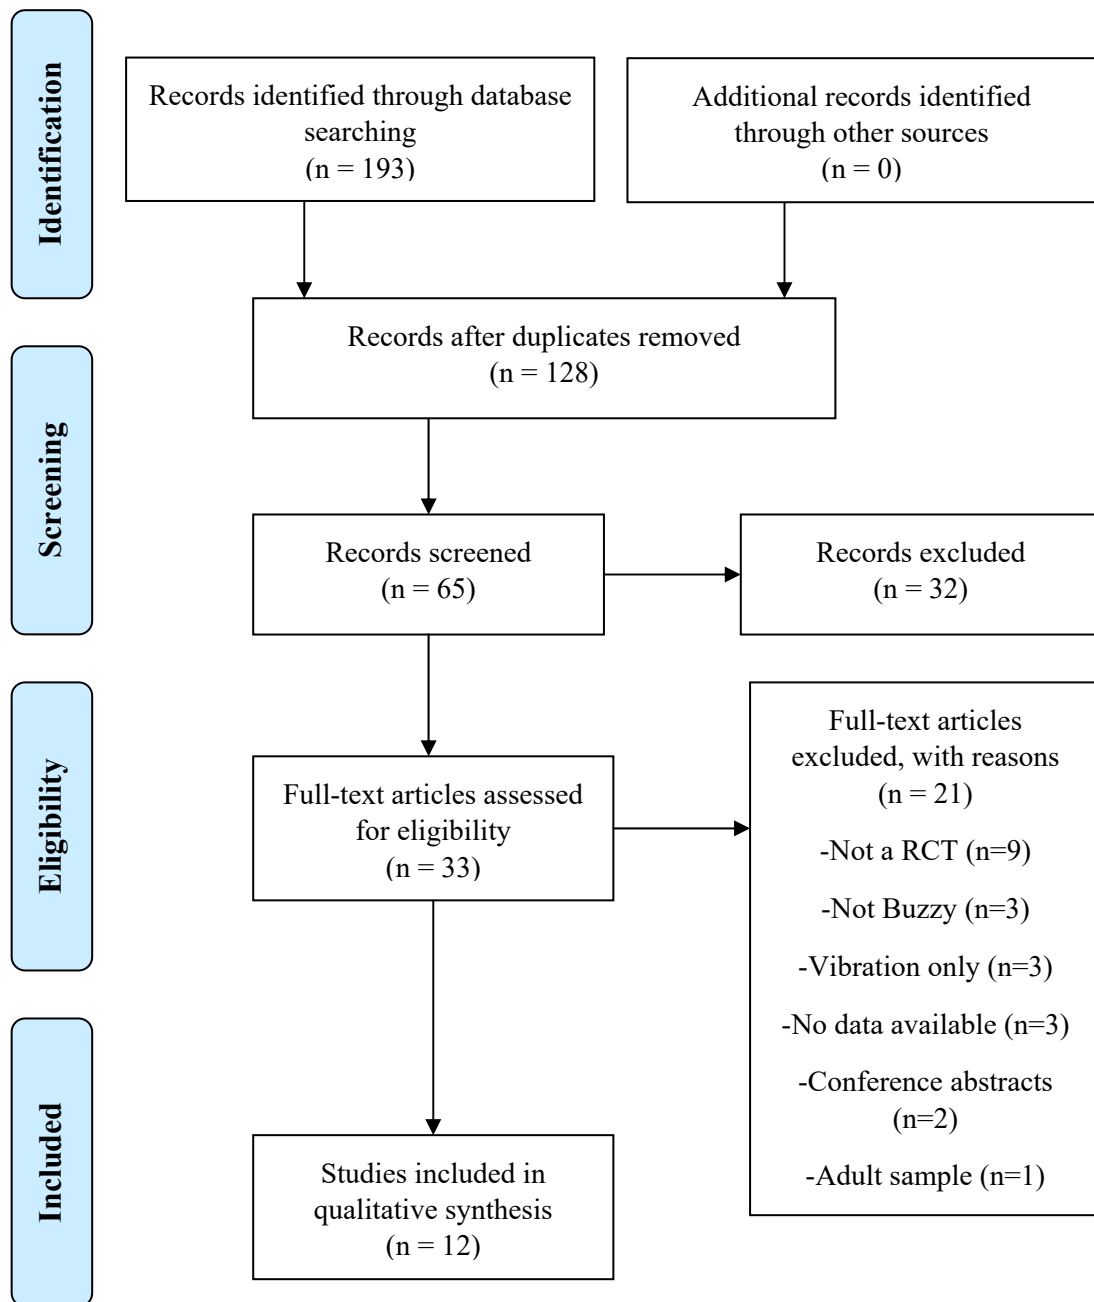 Identification
Records identified through database
searching
(n = 193)
Additional records identified
through other sources
(n = 0)
Records after duplicates removed
(n = 128)
Screening
Records screened
(n = 65)
Records excluded
(n = 32)
Eligibility
Full-text articles assessed
for eligibility
(n = 33)
Full-text articles
excluded, with reasons
(n = 21)
-Not a RCT (n=9)
-Not Buzzy (n=3)
-Vibration only (n=3)
-No data available (n=3)
-Conference abstracts
(n=2)
-Adult sample (n=1)
Included
Studies included in
qualitative synthesis
(n = 12)